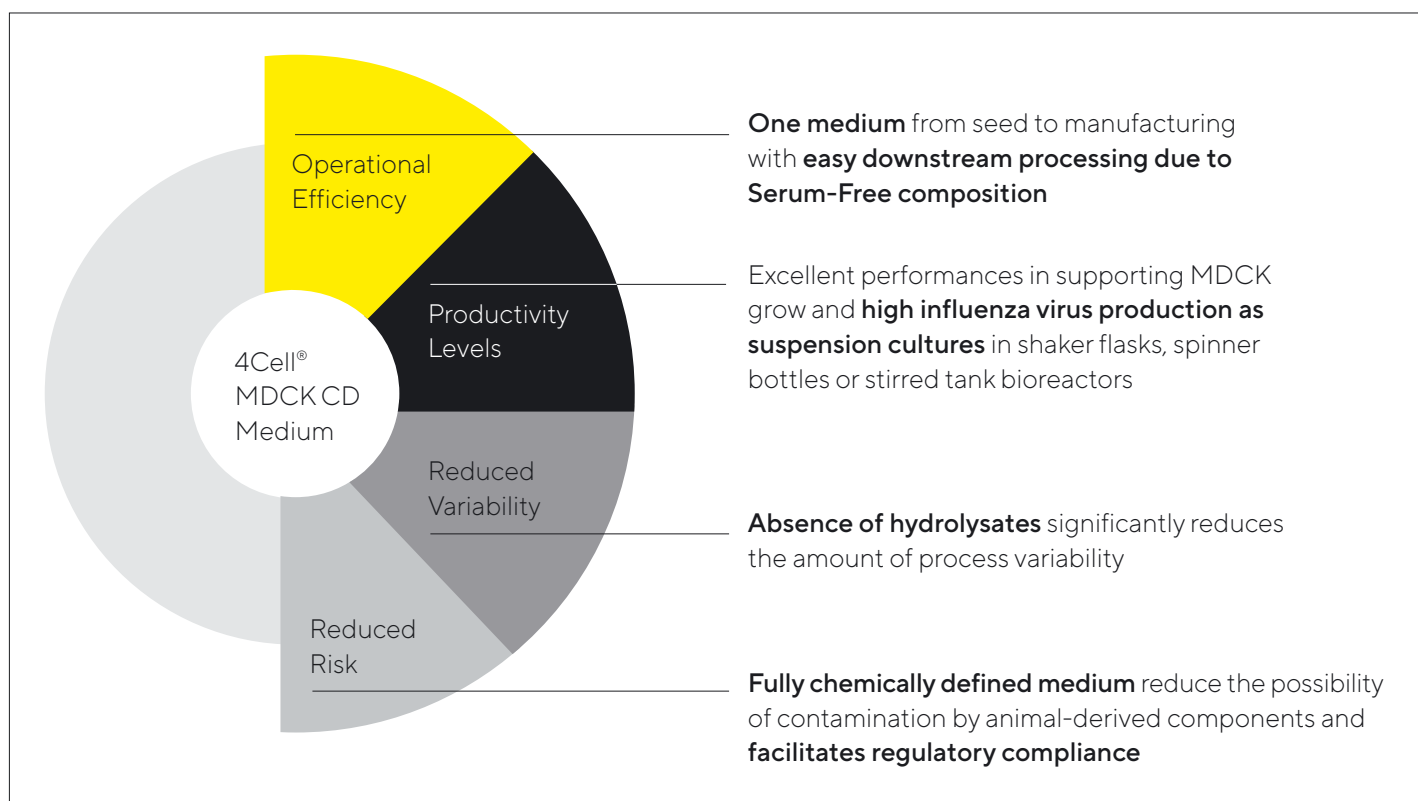 4Cell®
MDCK CD
Medium
Operational
Efficiency
One medium from seed to manufacturing
with easy downstream processing due to
Serum-Free composition
Productivity
Levels
Excellent performances in supporting MDCK
grow and high influenza virus production as
suspension cultures in shaker flasks, spinner
bottles or stirred tank bioreactors
Reduced
Variability
Absence of hydrolysates significantly reduces
the amount of process variability
Reduced
Risk
Fully chemically defined medium reduce the possibility
of contamination by animal-derived components and
facilitates regulatory compliance